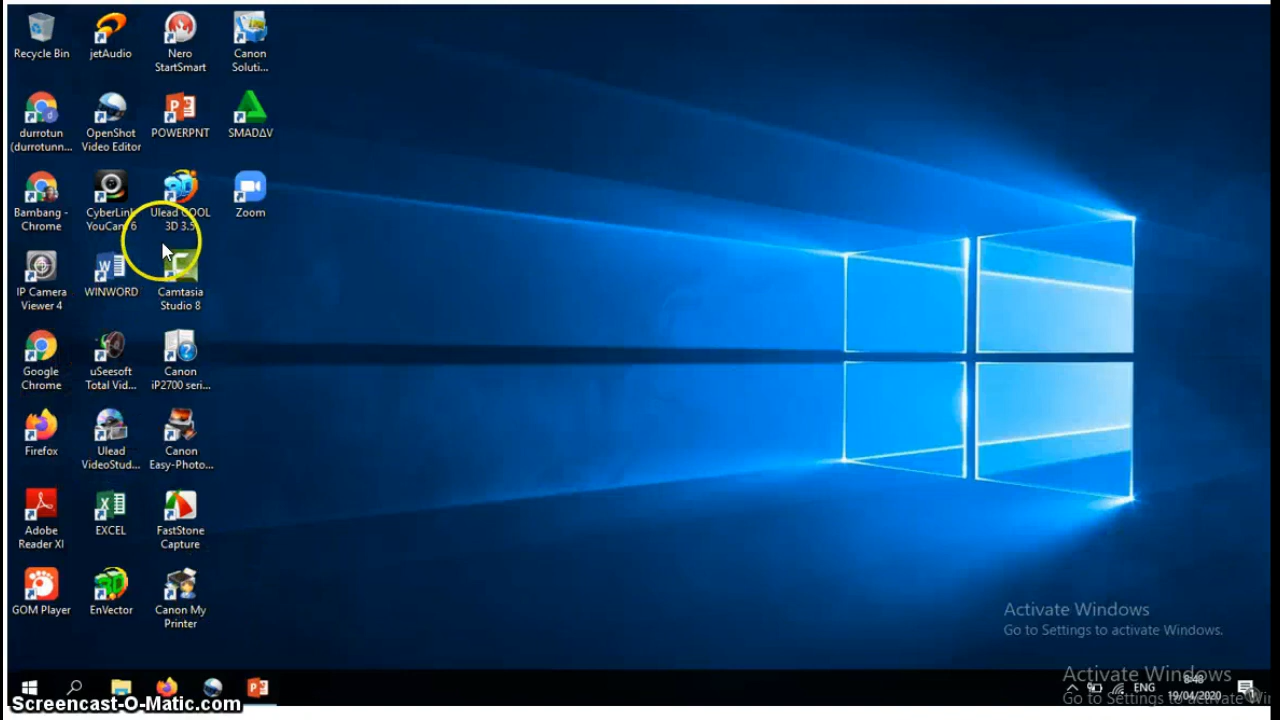 Recycle Bin
jetAudio
Nero
StartSmart
Canon
Soluti...
durrotun
(durrotunn...
OpenShot
Video Editor
POWERPNT
SMADΔV
Bambang -
Chrome
CyberLink
YouCam 6
Ulead COOL
3D 3.5
Zoom
IP Camera
Viewer 4
WINWORD
Camtasia
Studio 8
Google
Chrome
uSeesoft
Total Vid...
Canon
iP2700 seri...
Firefox
Ulead
VideoStud...
Canon
Easy-Photo...
Adobe
Reader XI
EXCEL
FastStone
Capture
GOM Player
EnVector
Canon My
Printer
Activate Windows
Go to Settings to activate Windows.
Activate Windows
Go to Settings to activate Win
ENG
8:48
19/04/2020
Screencast-O-Matic.com